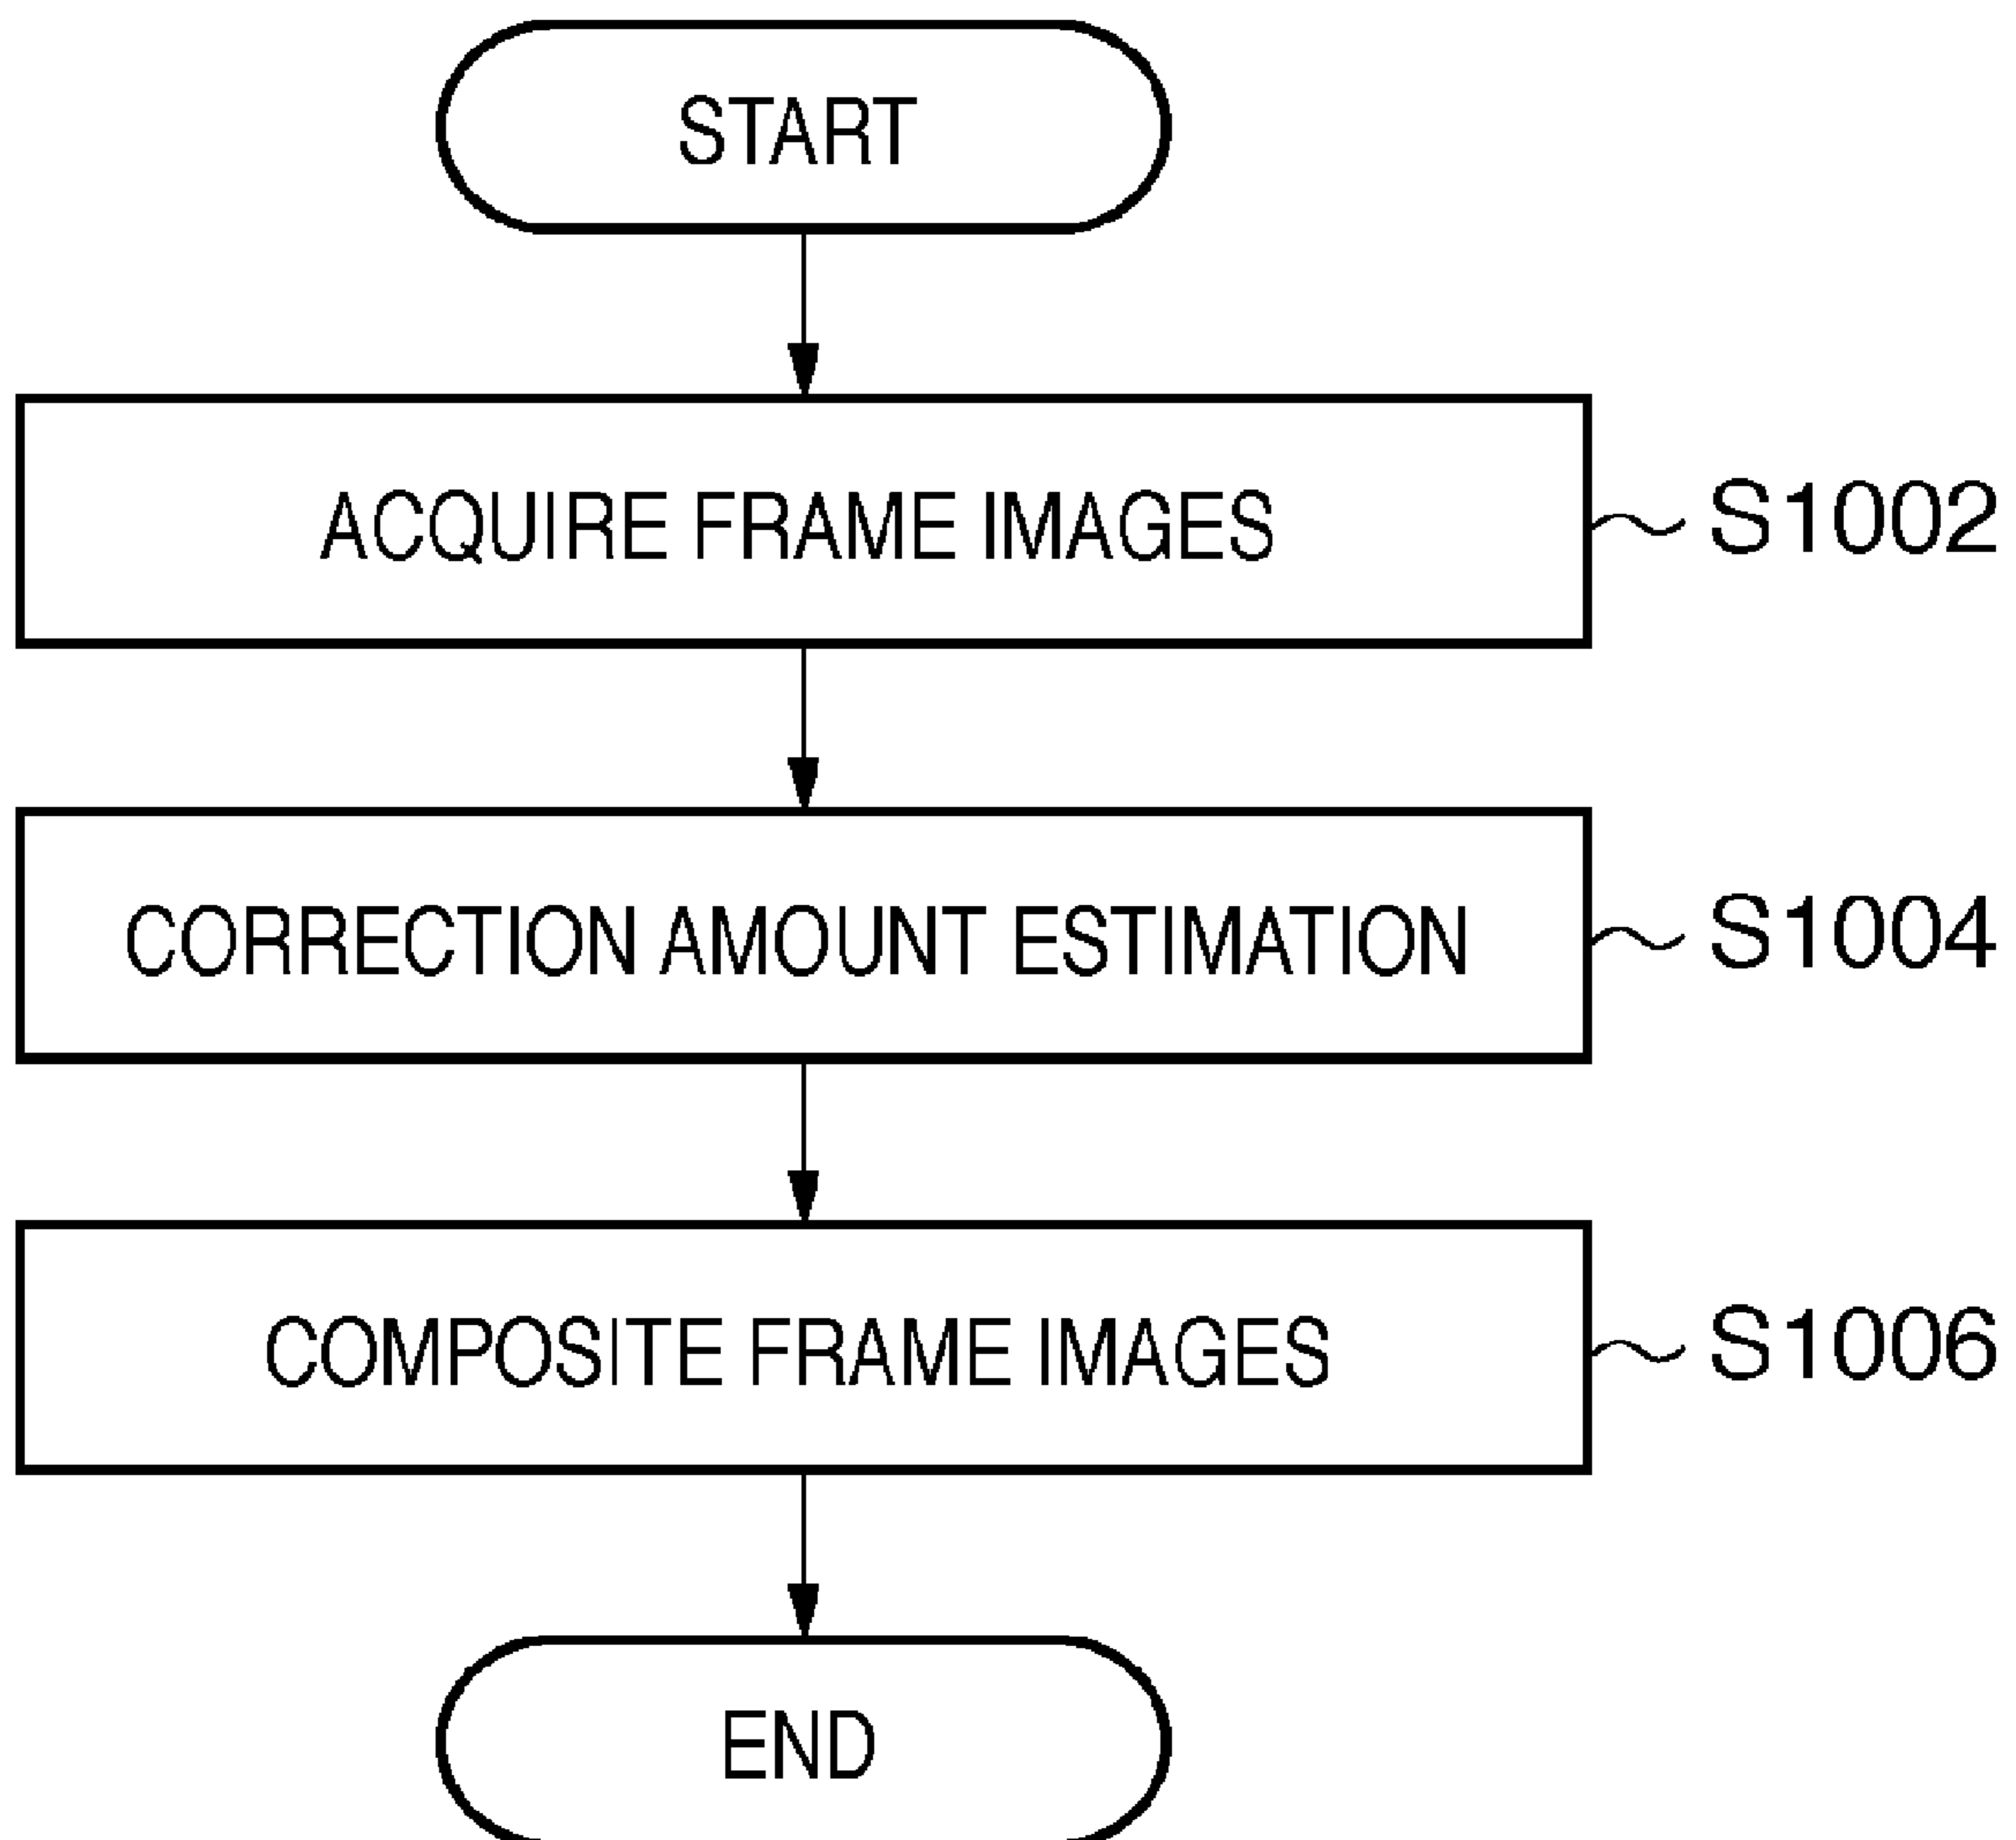 START
ACQUIRE FRAME IMAGES S1002
CORRECTION AMOUNT ESTIMATION S1004
COMPOSITE FRAME IMAGES S1006
END